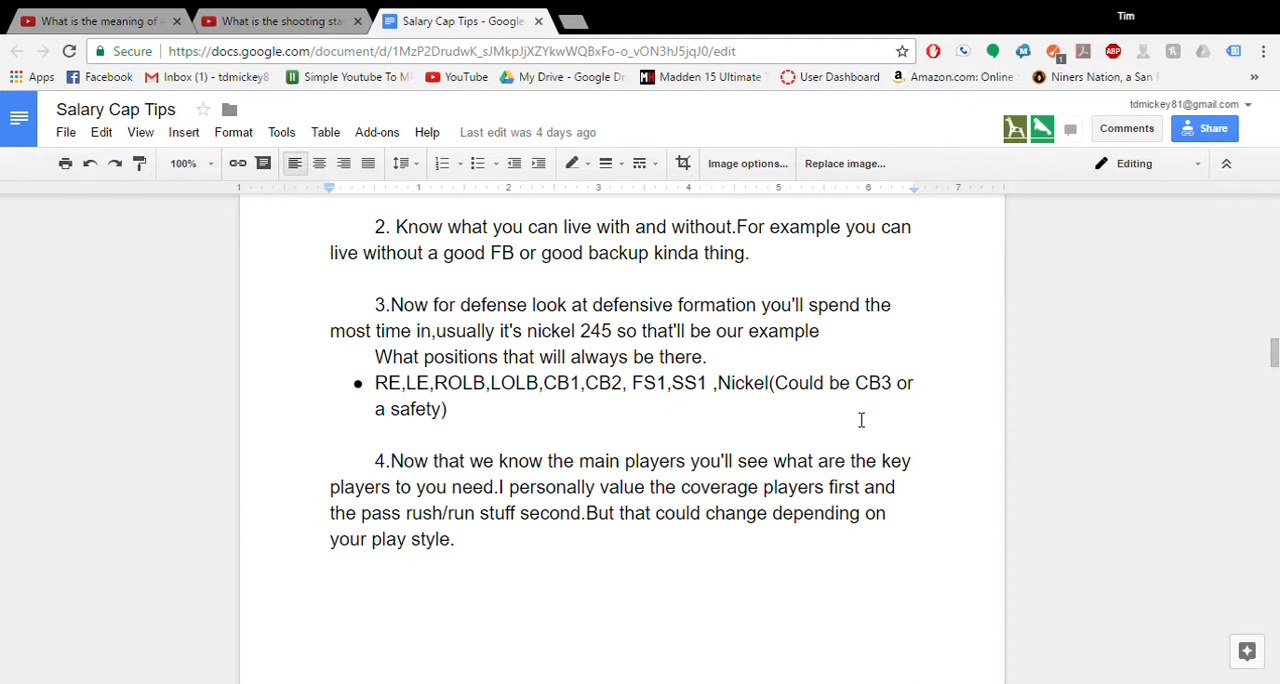 Tim
What is the meaning of
What is the shooting sta
Salary Cap Tips - Google
Secure https://docs.google.com/document/d/1MzP2DrudwK_sJMkpJjXZYkwWQBxFo-o_vON3hJ5jqJ0/edit
Apps Facebook Inbox (1) - tdmickey8 Simple Youtube To M YouTube My Drive - Google Dr Madden 15 Ultimate User Dashboard Amazon.com: Online Niners Nation, a San F
Salary Cap Tips
tdmickey81@gmail.com
File Edit View Insert Format Tools Table Add-ons Help Last edit was 4 days ago
Comments Share
100% Image options... Replace image... Editing
1 1 2 3 4 5 6 7
2. Know what you can live with and without.For example you can
live without a good FB or good backup kinda thing.
3.Now for defense look at defensive formation you'll spend the
most time in,usually it's nickel 245 so that'll be our example
What positions that will always be there.
● RE,LE,ROLB,LOLB,CB1,CB2, FS1,SS1 ,Nickel(Could be CB3 or
a safety)
4.Now that we know the main players you'll see what are the key
players to you need.I personally value the coverage players first and
the pass rush/run stuff second.But that could change depending on
your play style.